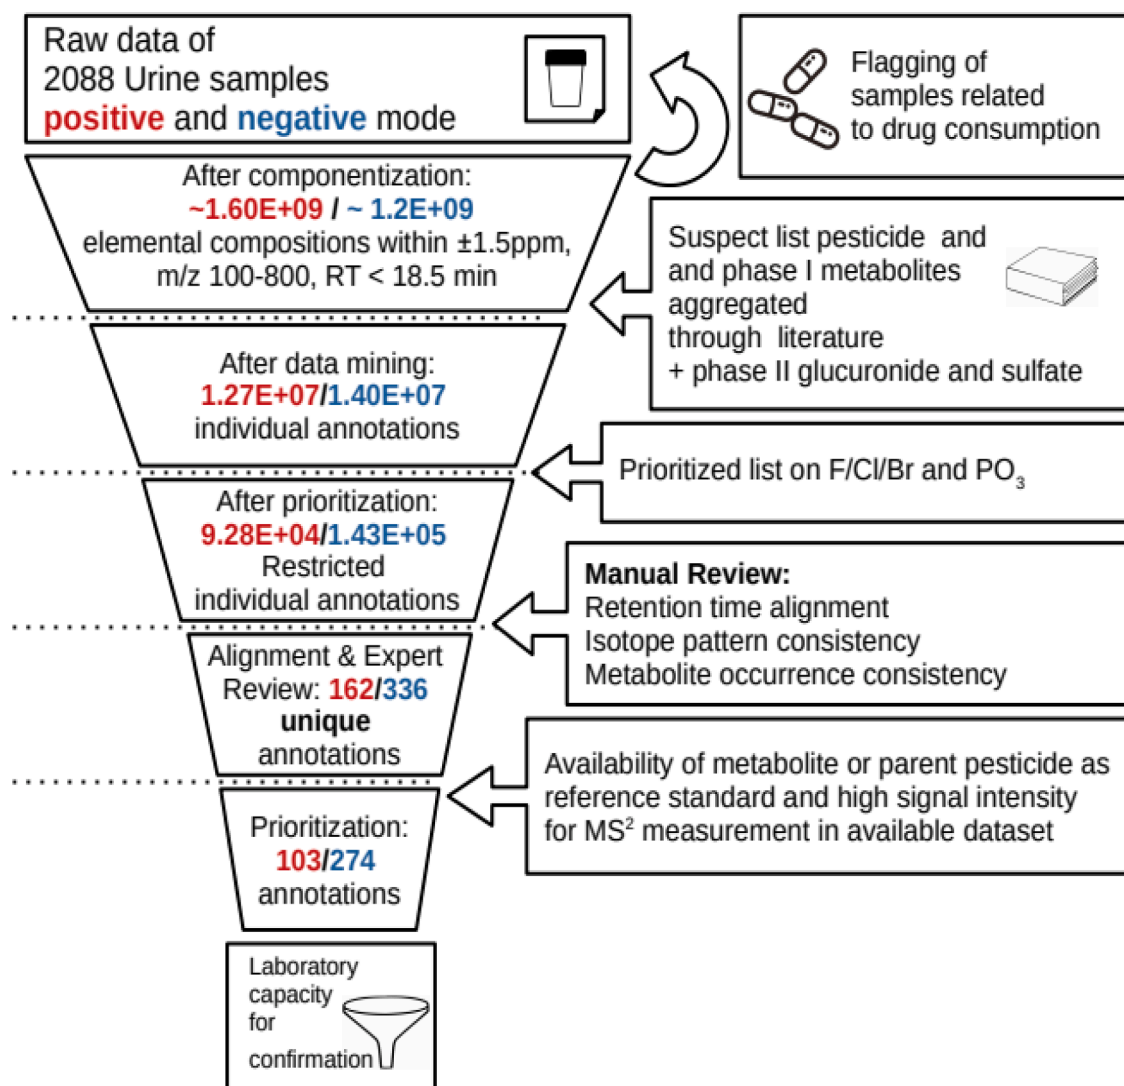 Raw data of
2088 Urine samples
positive and negative mode
Flagging of
samples related
to drug consumption
After componentization:
~1.60E+09 / ~ 1.2E+09
elemental compositions within ±1.5ppm,
m/z 100-800, RT < 18.5 min
Suspect list pesticide and
and phase I metabolites
aggregated
through literature
+ phase II glucuronide and sulfate
After data mining:
1.27E+07/1.40E+07
individual annotations
Prioritized list on F/Cl/Br and PO₃
After prioritization:
9.28E+04/1.43E+05
Restricted
individual annotations
Manual Review:
Retention time alignment
Isotope pattern consistency
Metabolite occurrence consistency
Alignment & Expert
Review: 162/336
unique
annotations
Availability of metabolite or parent pesticide as
reference standard and high signal intensity
for MS² measurement in available dataset
Prioritization:
103/274
annotations
Laboratory
capacity
for
confirmation